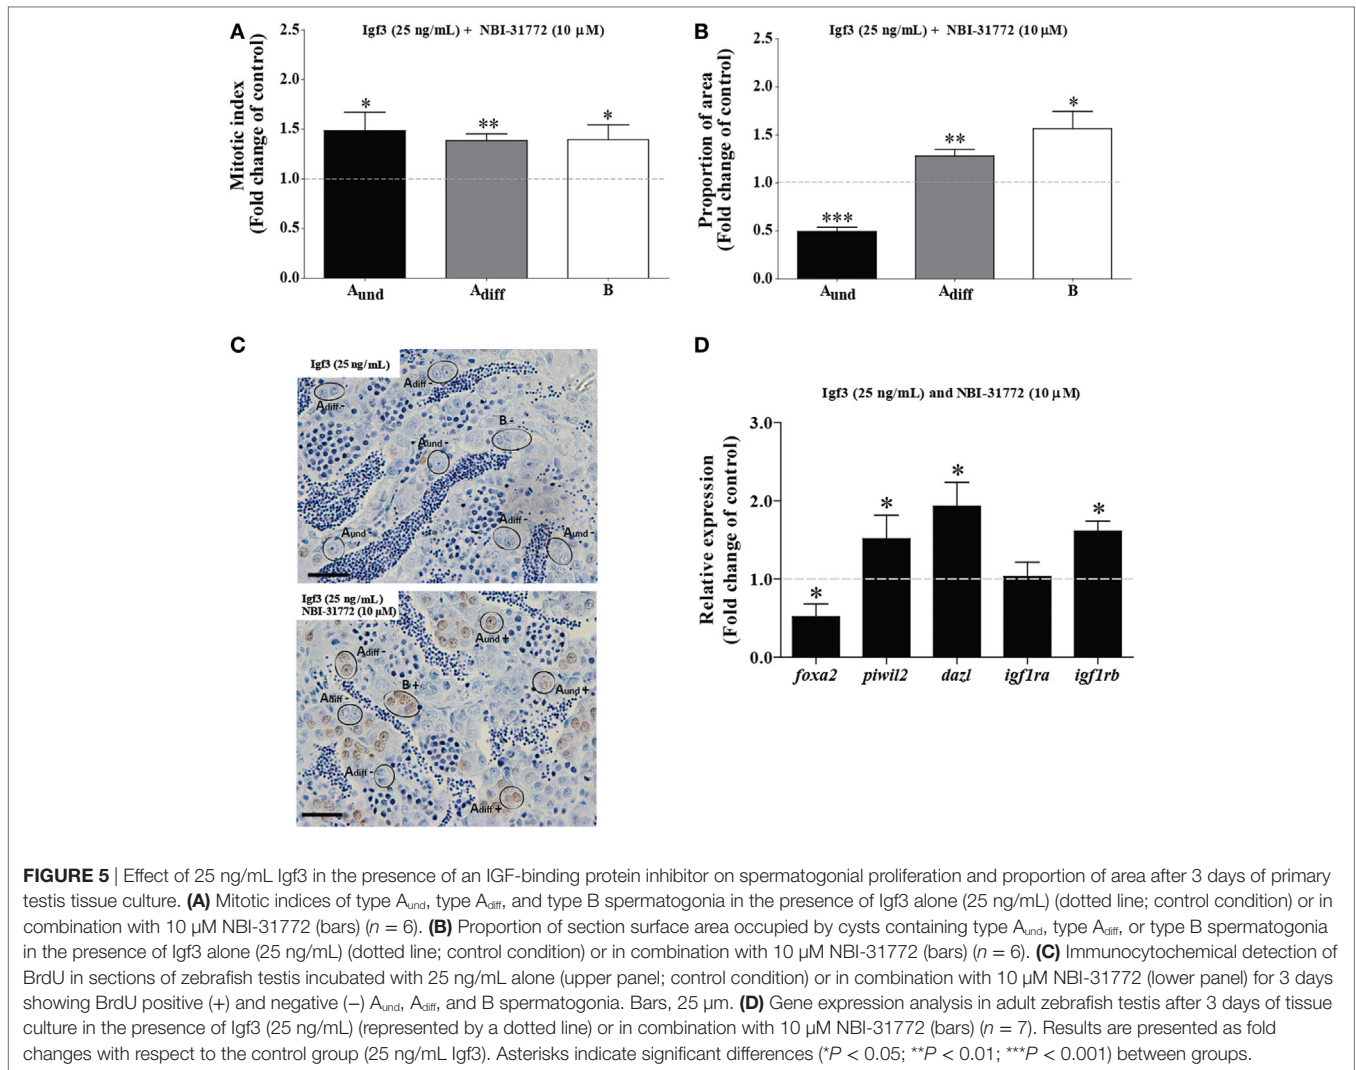 A
Igf3 (25 ng/mL) + NBI-31772 (10 µM)
Mitotic index
(Fold change of control)
2.5
2.0
1.5
1.0
0.5
0.0
*
**
*
Aund
Adiff
B
B
Igf3 (25 ng/mL) + NBI-31772 (10 µM)
Proportion of area
(Fold change of control)
2.5
2.0
1.5
1.0
0.5
0.0
***
**
*
Aund
Adiff
B
C
Igf3 (25 ng/mL)
Adiff -
Adiff -
B -
- Aund -
Adiff -
Aund -
Aund -
Igf3 (25 ng/mL)
NBI-31772 (10 µM)
Aund +
Adiff -
B +
Aund +
Adiff -
Adiff -
Adiff +
D
Igf3 (25 ng/mL) and NBI-31772 (10 µM)
Relative expression
(Fold change of control)
3.0
2.0
1.0
0.0
*
*
*
*
foxa2
piwil2
dazl
igf1ra
igf1rb
FIGURE 5 | Effect of 25 ng/mL Igf3 in the presence of an IGF-binding protein inhibitor on spermatogonial proliferation and proportion of area after 3 days of primary
testis tissue culture. (A) Mitotic indices of type Aund, type Adiff, and type B spermatogonia in the presence of Igf3 alone (25 ng/mL) (dotted line; control condition) or in
combination with 10 µM NBI-31772 (bars) (n = 6). (B) Proportion of section surface area occupied by cysts containing type Aund, type Adiff, or type B spermatogonia
in the presence of Igf3 alone (25 ng/mL) (dotted line; control condition) or in combination with 10 µM NBI-31772 (bars) (n = 6). (C) Immunocytochemical detection of
BrdU in sections of zebrafish testis incubated with 25 ng/mL alone (upper panel; control condition) or in combination with 10 µM NBI-31772 (lower panel) for 3 days
showing BrdU positive (+) and negative (−) Aund, Adiff, and B spermatogonia. Bars, 25 µm. (D) Gene expression analysis in adult zebrafish testis after 3 days of tissue
culture in the presence of Igf3 (25 ng/mL) (represented by a dotted line) or in combination with 10 µM NBI-31772 (bars) (n = 7). Results are presented as fold
changes with respect to the control group (25 ng/mL Igf3). Asterisks indicate significant differences (*P < 0.05; **P < 0.01; ***P < 0.001) between groups.